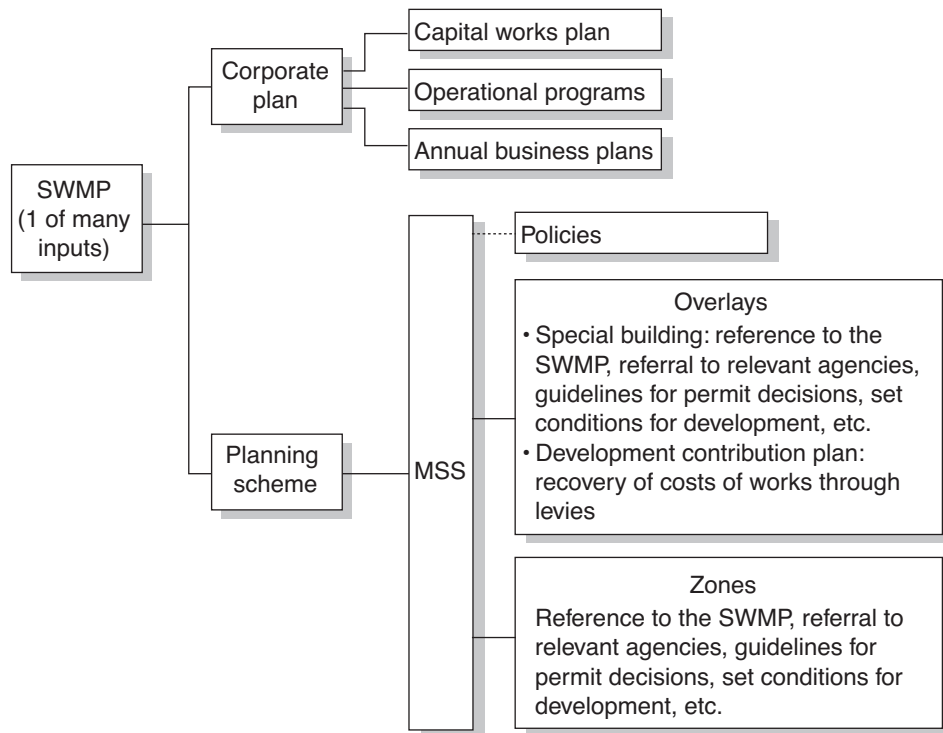 SWMP
(1 of many
inputs)
Corporate
plan
Capital works plan
Operational programs
Annual business plans
Planning
scheme
MSS
Policies
Overlays
• Special building: reference to the
SWMP, referral to relevant agencies,
guidelines for permit decisions, set
conditions for development, etc.
• Development contribution plan:
recovery of costs of works through
levies
Zones
Reference to the SWMP, referral to
relevant agencies, guidelines for
permit decisions, set conditions for
development, etc.